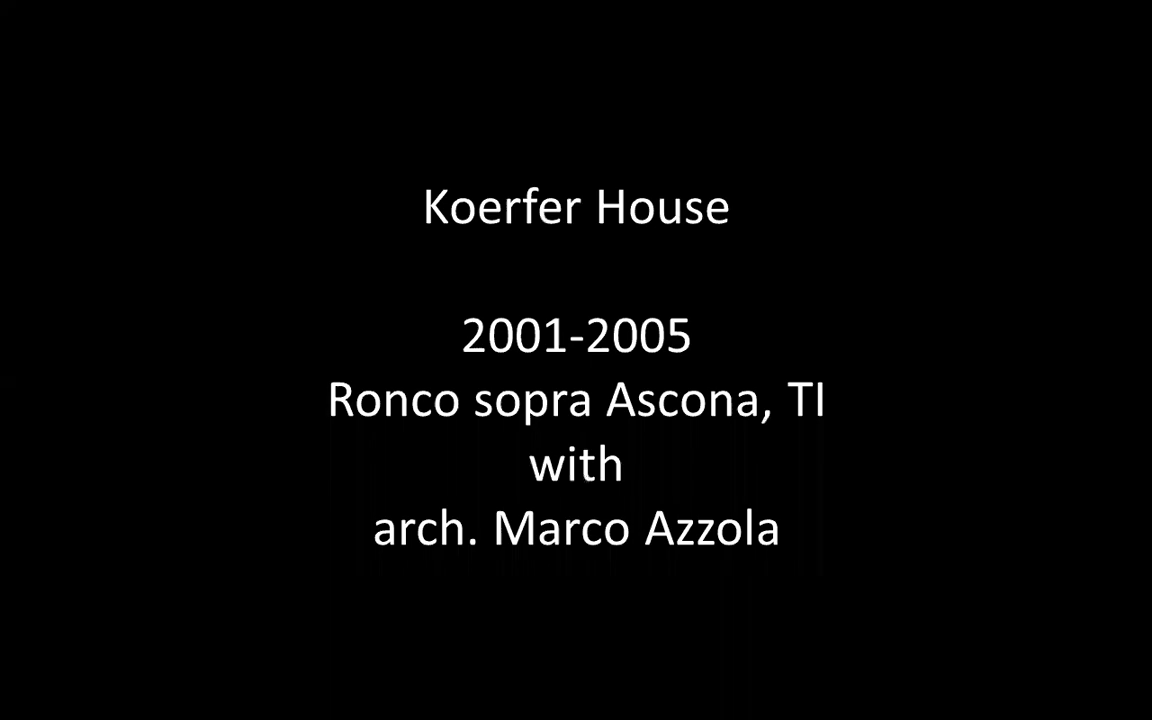 Koerfer House
2001-2005
Ronco sopra Ascona, TI
with
arch. Marco Azzola